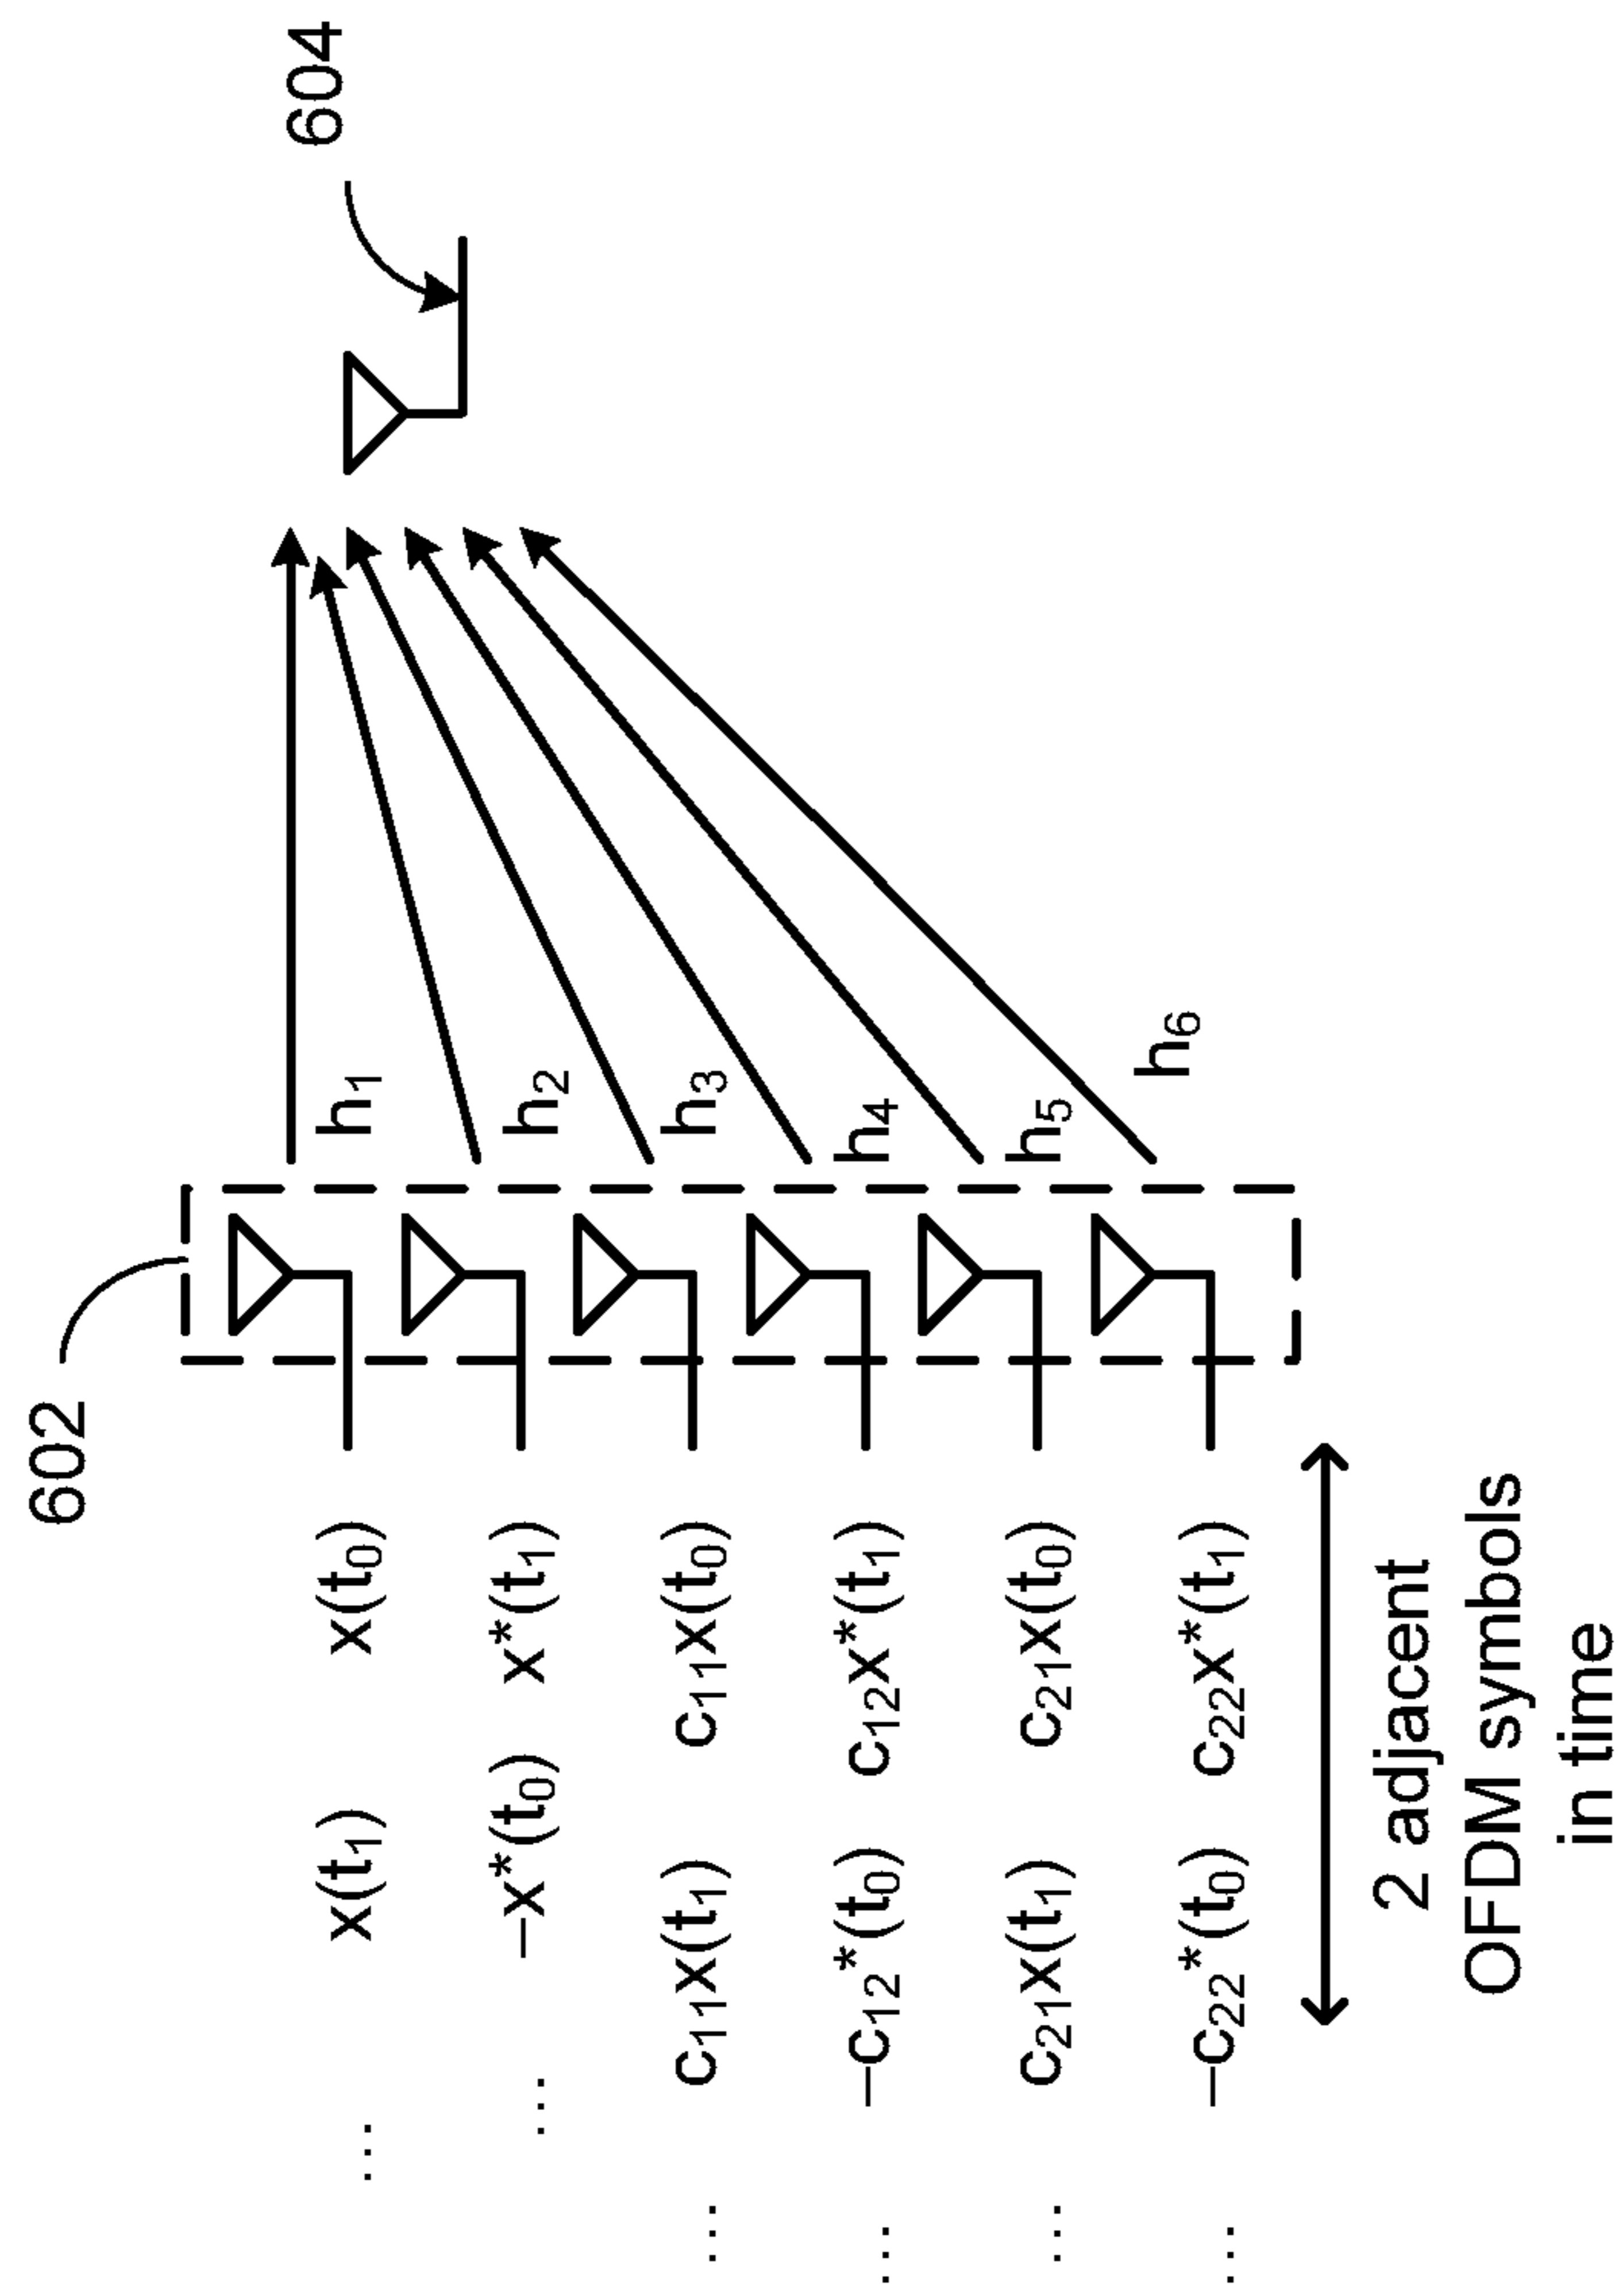 602
604
... x(t₁) x(t₀) h₁
... –x*(t₀) x*(t₁) h₂
... c₁₁x(t₁) c₁₁x(t₀) h₃
... –c₁₂*(t₀) c₁₂x*(t₁) h₄
... c₂₁x(t₁) c₂₁x(t₀) h₅
... –c₂₂*(t₀) c₂₂x*(t₁) h₆
2 adjacent
OFDM symbols
in time